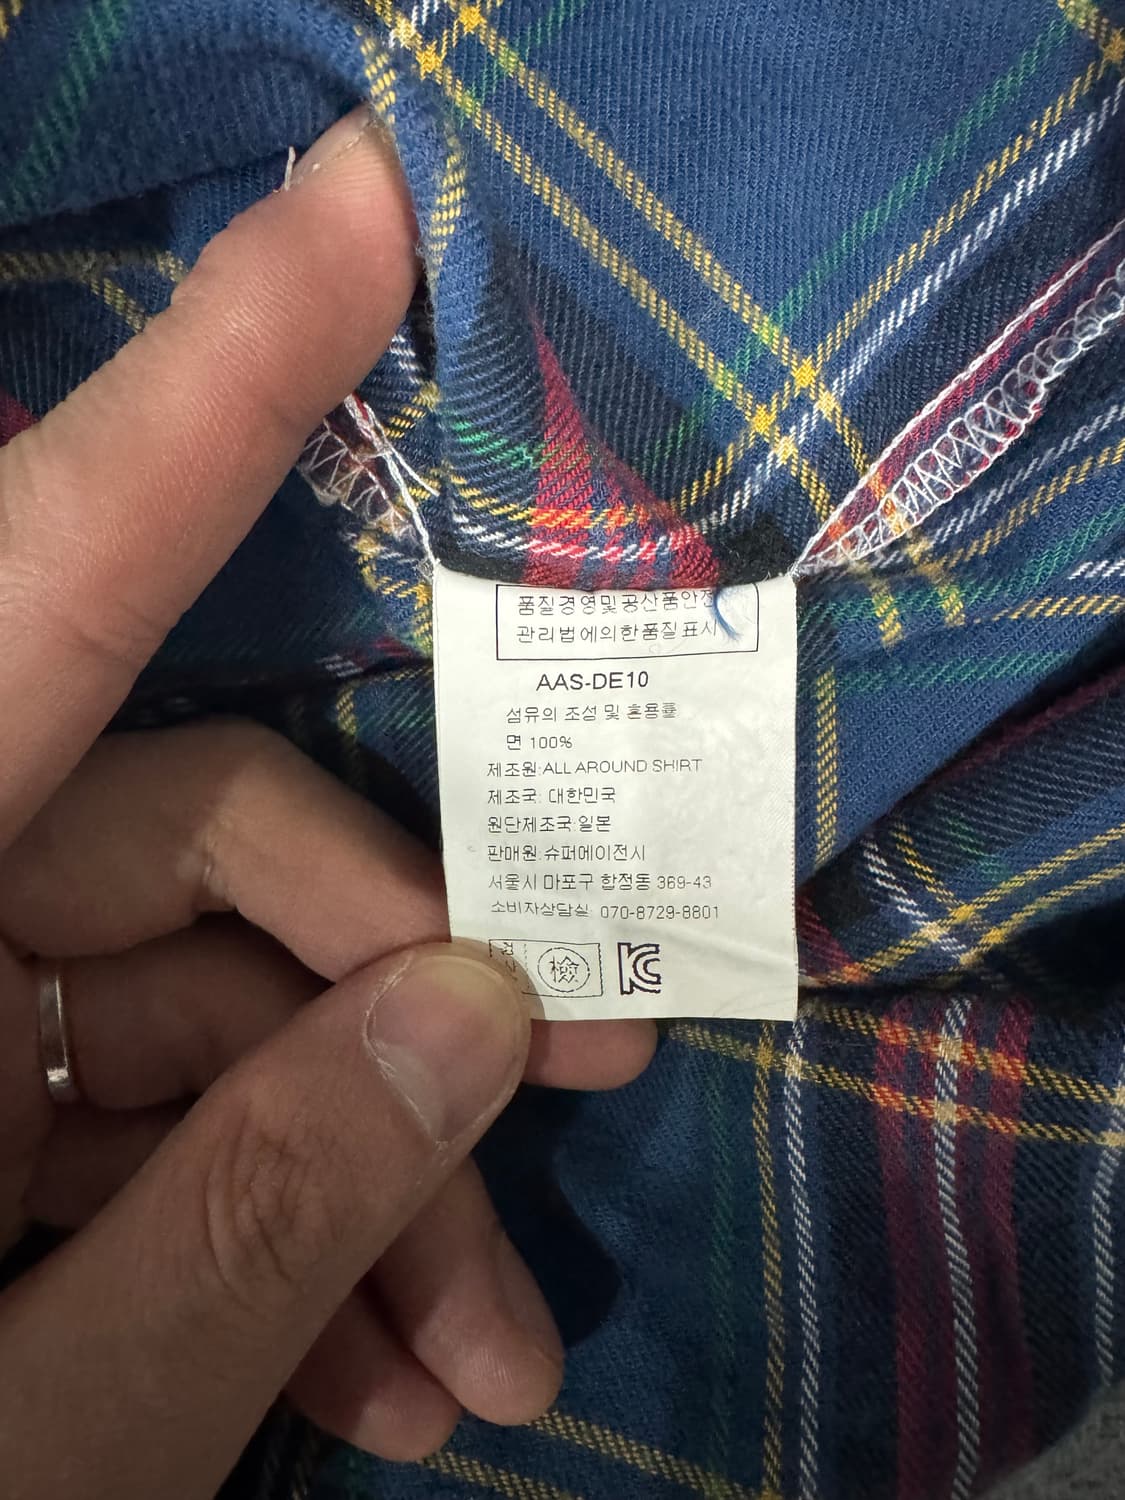 품질경영및공산품안전
관리법에의한품질표시
AAS-DE10
섬유의 조성 및 혼용률
면 100%
제조원:ALL AROUND SHIRT
제조국: 대한민국
원단제조국:일본
판매원:슈퍼에이전시
서울시 마포구 합정동 369-43
소비자상담실: 070-8729-8801
검사 檢 KC